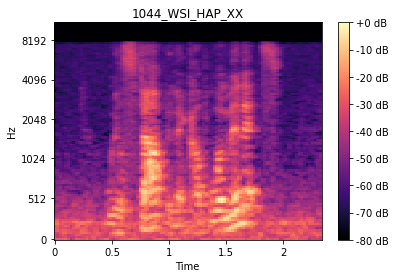 1044_WSI_HAP_XX
8192
4096
2048
1024
512
0
Hz
0
0.5
1
1.5
2
Time
+0 dB
-10 dB
-20 dB
-30 dB
-40 dB
-50 dB
-60 dB
-70 dB
-80 dB